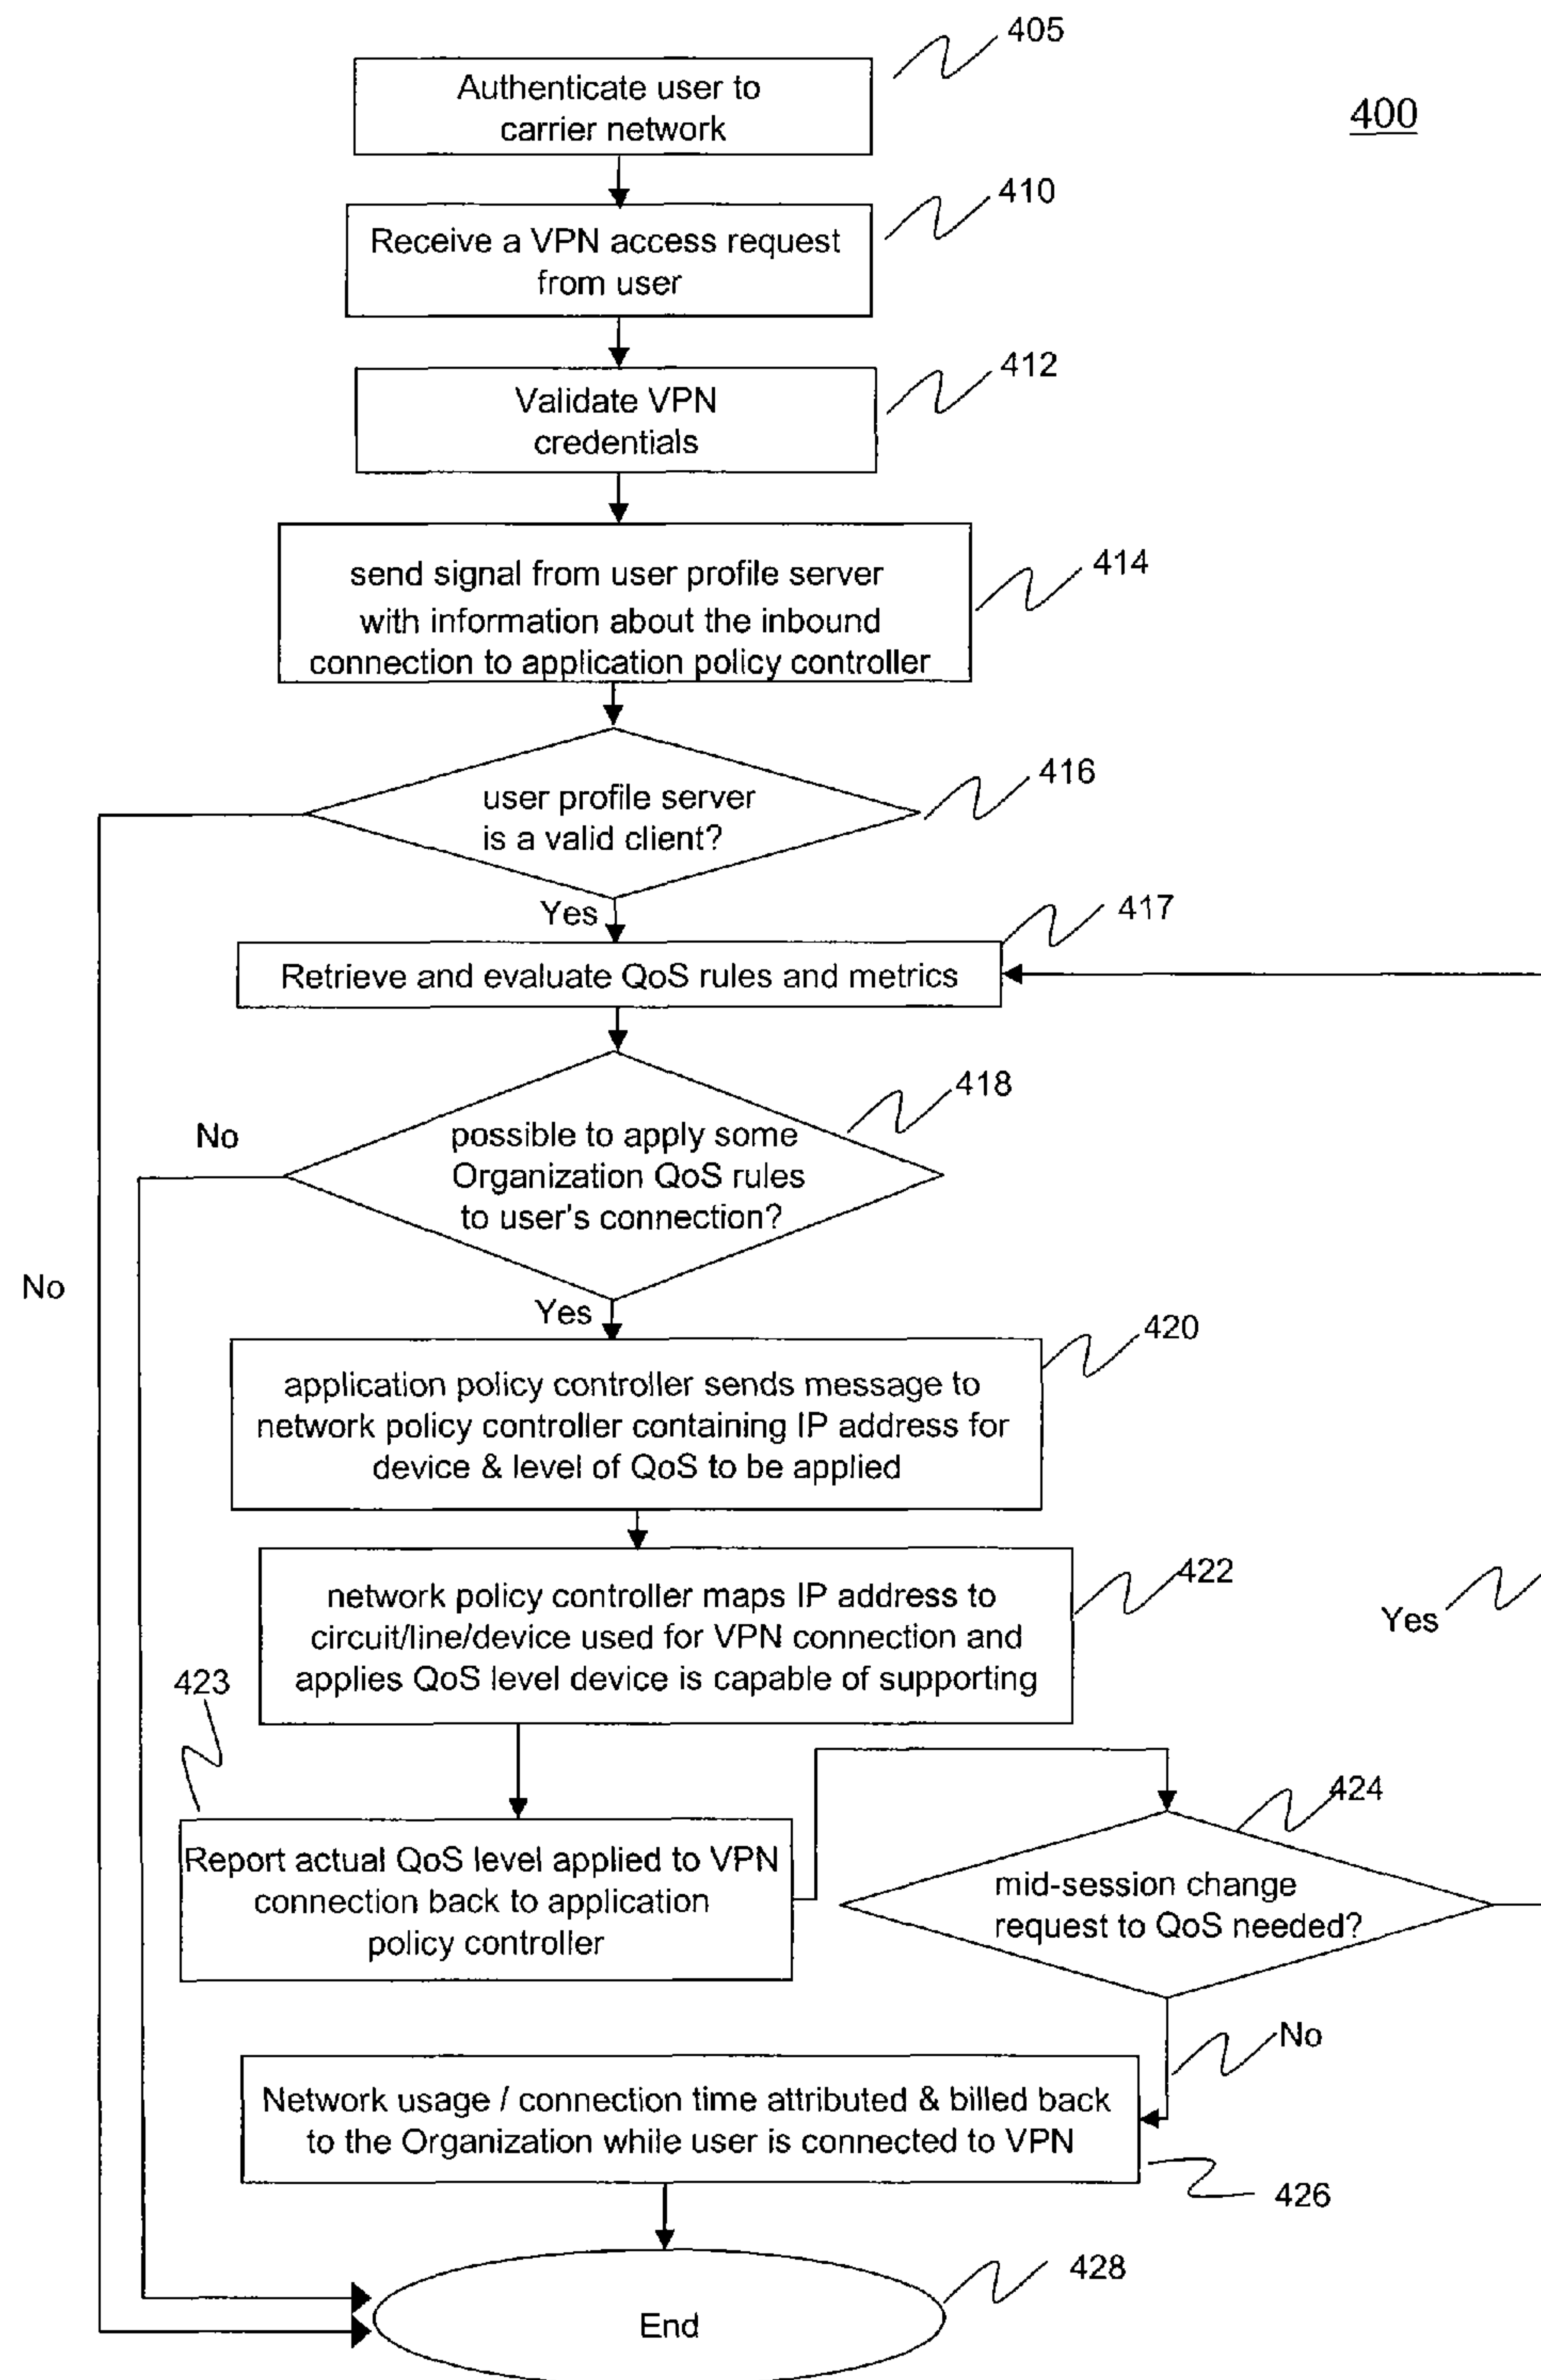 405
Authenticate user to
carrier network
400
410
Receive a VPN access request
from user
412
Validate VPN
credentials
414
send signal from user profile server
with information about the inbound
connection to application policy controller
416
user profile server
is a valid client?
Yes
417
Retrieve and evaluate QoS rules and metrics
418
No
possible to apply some
Organization QoS rules
to user's connection?
No
Yes
420
application policy controller sends message to
network policy controller containing IP address for
device & level of QoS to be applied
422
network policy controller maps IP address to
circuit/line/device used for VPN connection and
applies QoS level device is capable of supporting
Yes
423
424
Report actual QoS level applied to VPN
connection back to application
policy controller
mid-session change
request to QoS needed?
No
Network usage / connection time attributed & billed back
to the Organization while user is connected to VPN
426
428
End